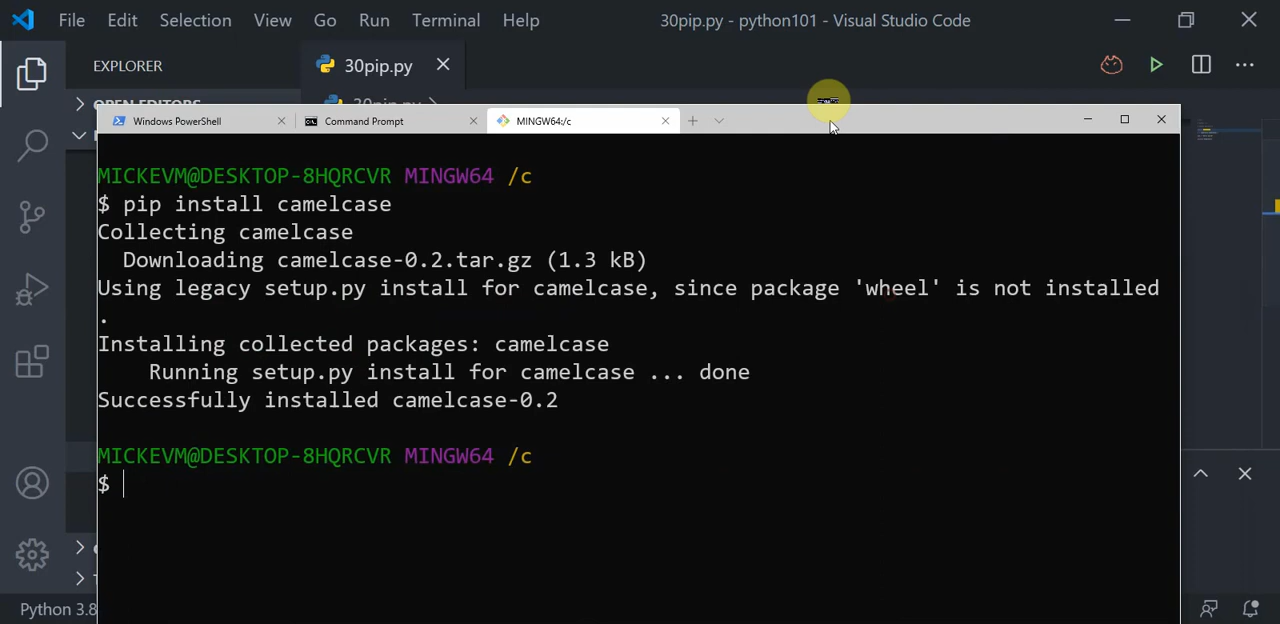 File Edit Selection View Go Run Terminal Help 30pip.py - python101 - Visual Studio Code
EXPLORER 30pip.py
OPEN EDITORS 30pip.py
Windows PowerShell Command Prompt MINGW64:/c
MICKEVM@DESKTOP-8HQRCVR MINGW64 /c
$ pip install camelcase
Collecting camelcase
Downloading camelcase-0.2.tar.gz (1.3 kB)
Using legacy setup.py install for camelcase, since package 'wheel' is not installed
.
Installing collected packages: camelcase
Running setup.py install for camelcase ... done
Successfully installed camelcase-0.2
MICKEVM@DESKTOP-8HQRCVR MINGW64 /c
$
Python 3.8